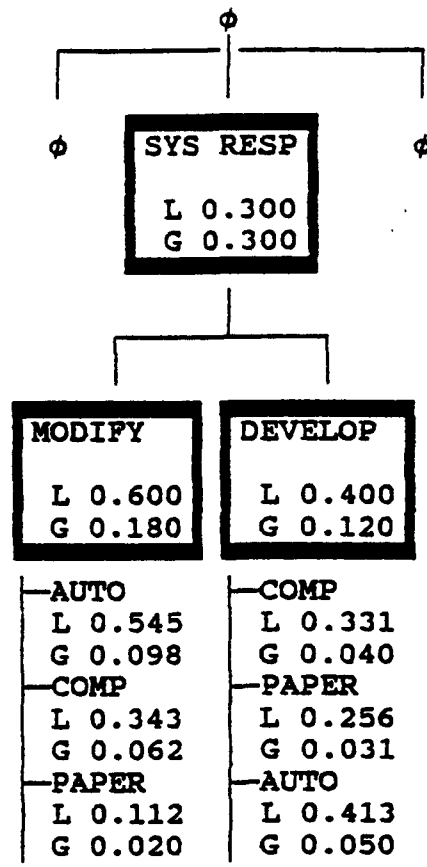 ϕ
ϕ
ϕ
SYS RESP
L 0.300
G 0.300
MODIFY
L 0.600
G 0.180
AUTO
L 0.545
G 0.098
COMP
L 0.343
G 0.062
PAPER
L 0.112
G 0.020
DEVELOP
L 0.400
G 0.120
COMP
L 0.331
G 0.040
PAPER
L 0.256
G 0.031
AUTO
L 0.413
G 0.050